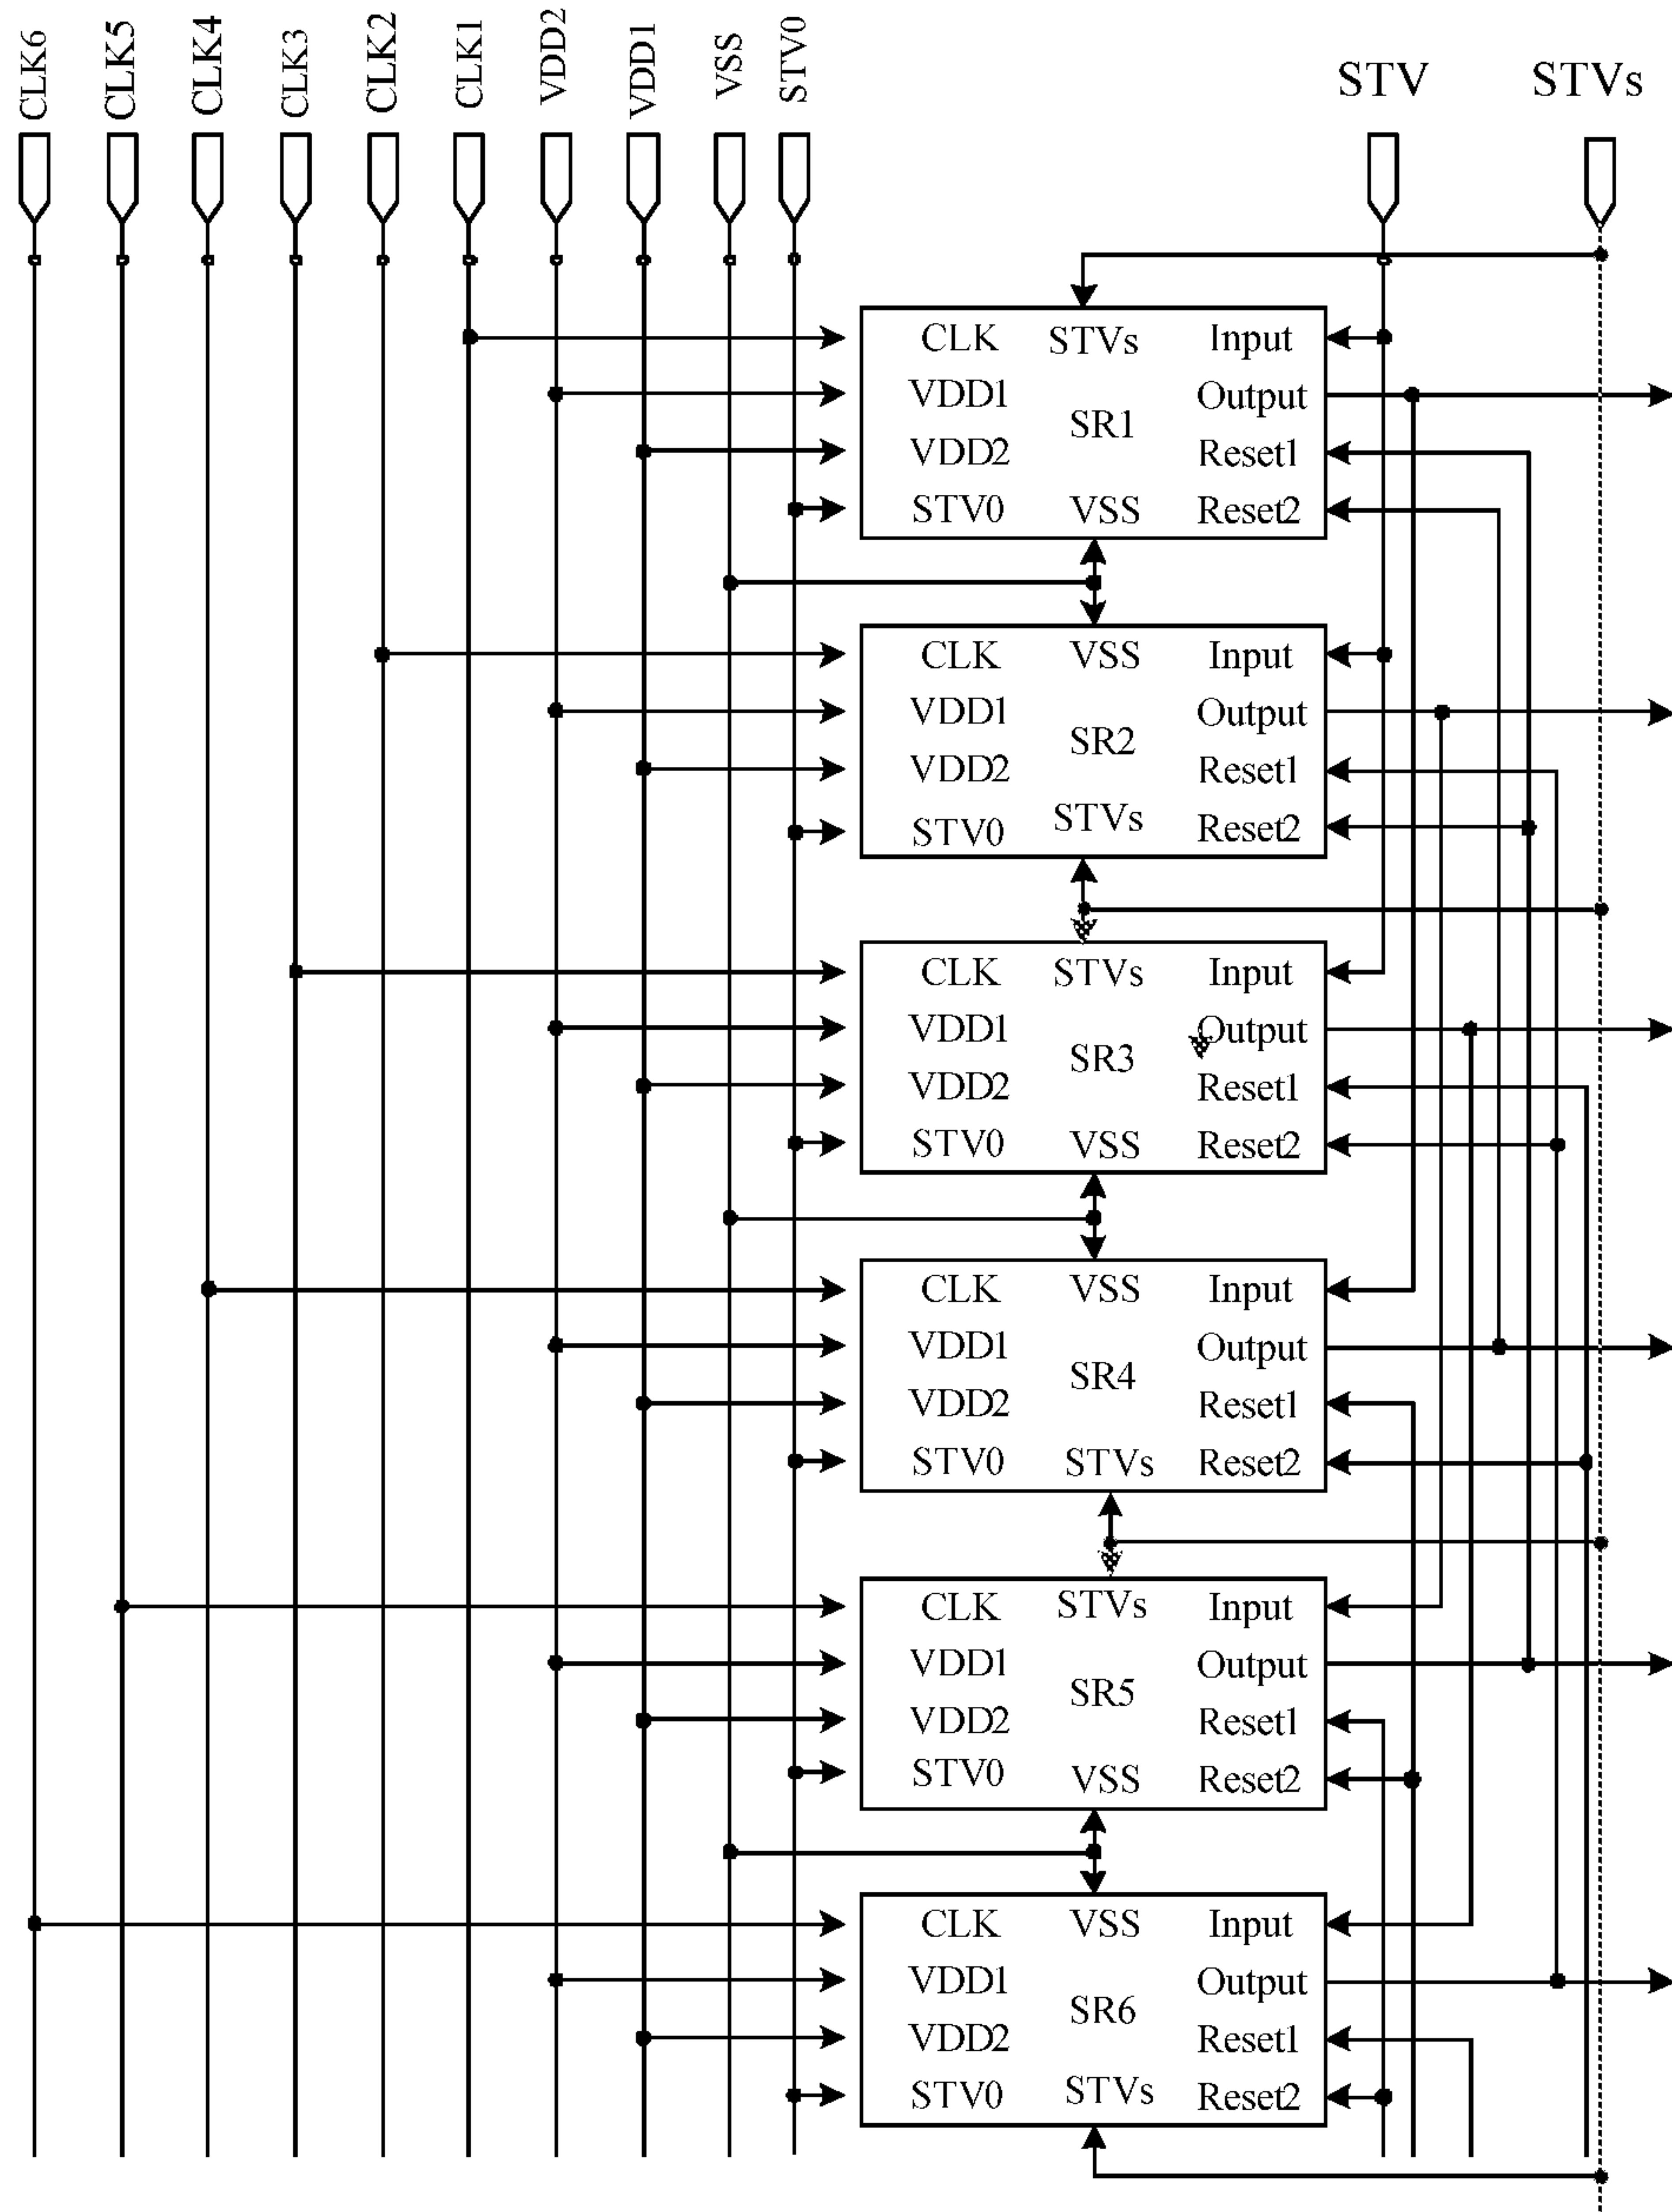 CLK6 CLK5 CLK4 CLK3 CLK2 CLK1 VDD2 VDD1 VSS STV0 STV STVs
CLK STVs Input
VDD1 Output
SR1
VDD2 Reset1
STV0 VSS Reset2
CLK VSS Input
VDD1 Output
SR2
VDD2 Reset1
STV0 STVs Reset2
CLK STVs Input
VDD1 Output
SR3
VDD2 Reset1
STV0 VSS Reset2
CLK VSS Input
VDD1 Output
SR4
VDD2 Reset1
STV0 STVs Reset2
CLK STVs Input
VDD1 Output
SR5
VDD2 Reset1
STV0 VSS Reset2
CLK VSS Input
VDD1 Output
SR6
VDD2 Reset1
STV0 STVs Reset2